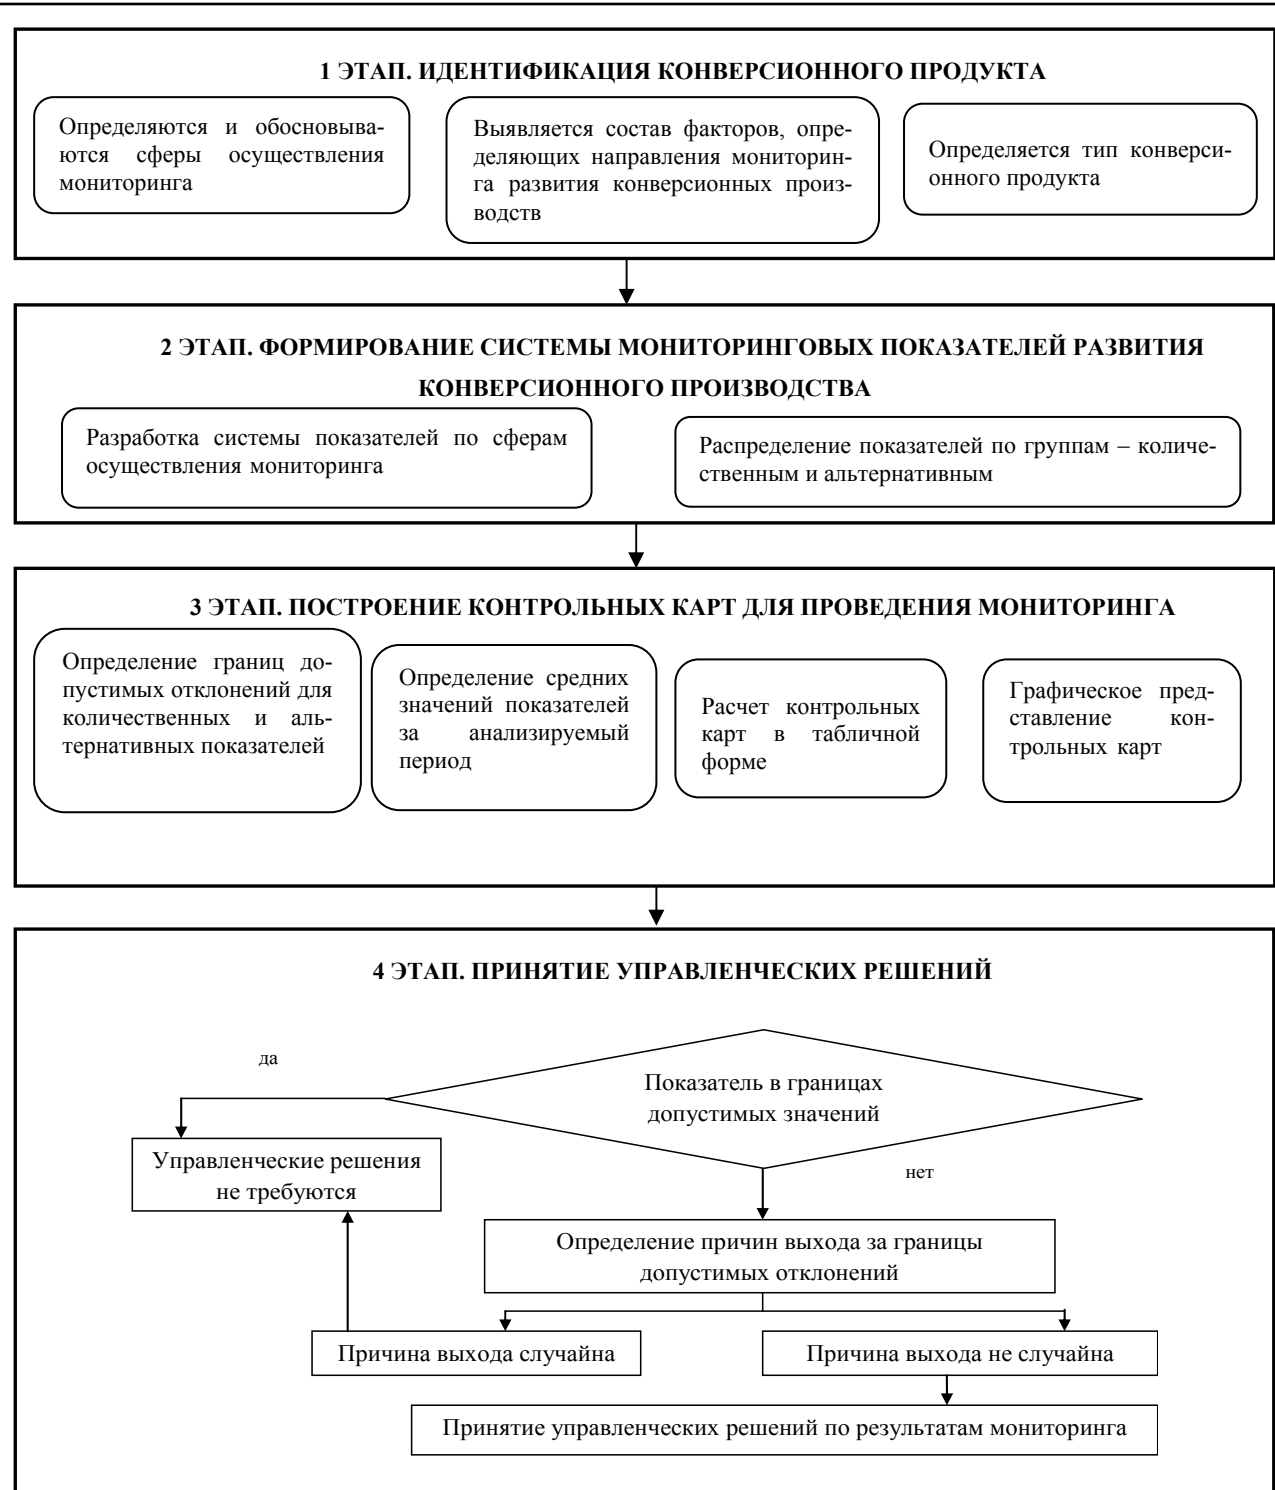 1 ЭТАП. ИДЕНТИФИКАЦИЯ КОНВЕРСИОННОГО ПРОДУКТА
Определяются и обосновыва-
ются сферы осуществления
мониторинга
Выявляется состав факторов, опре-
деляющих направления мониторин-
га развития конверсионных произ-
водств
Определяется тип конверси-
онного продукта
2 ЭТАП. ФОРМИРОВАНИЕ СИСТЕМЫ МОНИТОРИНГОВЫХ ПОКАЗАТЕЛЕЙ РАЗВИТИЯ
КОНВЕРСИОННОГО ПРОИЗВОДСТВА
Разработка системы показателей по сферам
осуществления мониторинга
Распределение показателей по группам – количе-
ственным и альтернативным
3 ЭТАП. ПОСТРОЕНИЕ КОНТРОЛЬНЫХ КАРТ ДЛЯ ПРОВЕДЕНИЯ МОНИТОРИНГА
Определение границ до-
пустимых отклонений для
количественных и аль-
тернативных показателей
Определение средних
значений показателей
за анализируемый
период
Расчет контрольных
карт в табличной
форме
Графическое пред-
ставление кон-
трольных карт
4 ЭТАП. ПРИНЯТИЕ УПРАВЛЕНЧЕСКИХ РЕШЕНИЙ
да
Показатель в границах
допустимых значений
Управленческие решения
не требуются
нет
Определение причин выхода за границы
допустимых отклонений
Причина выхода случайна
Причина выхода не случайна
Принятие управленческих решений по результатам мониторинга